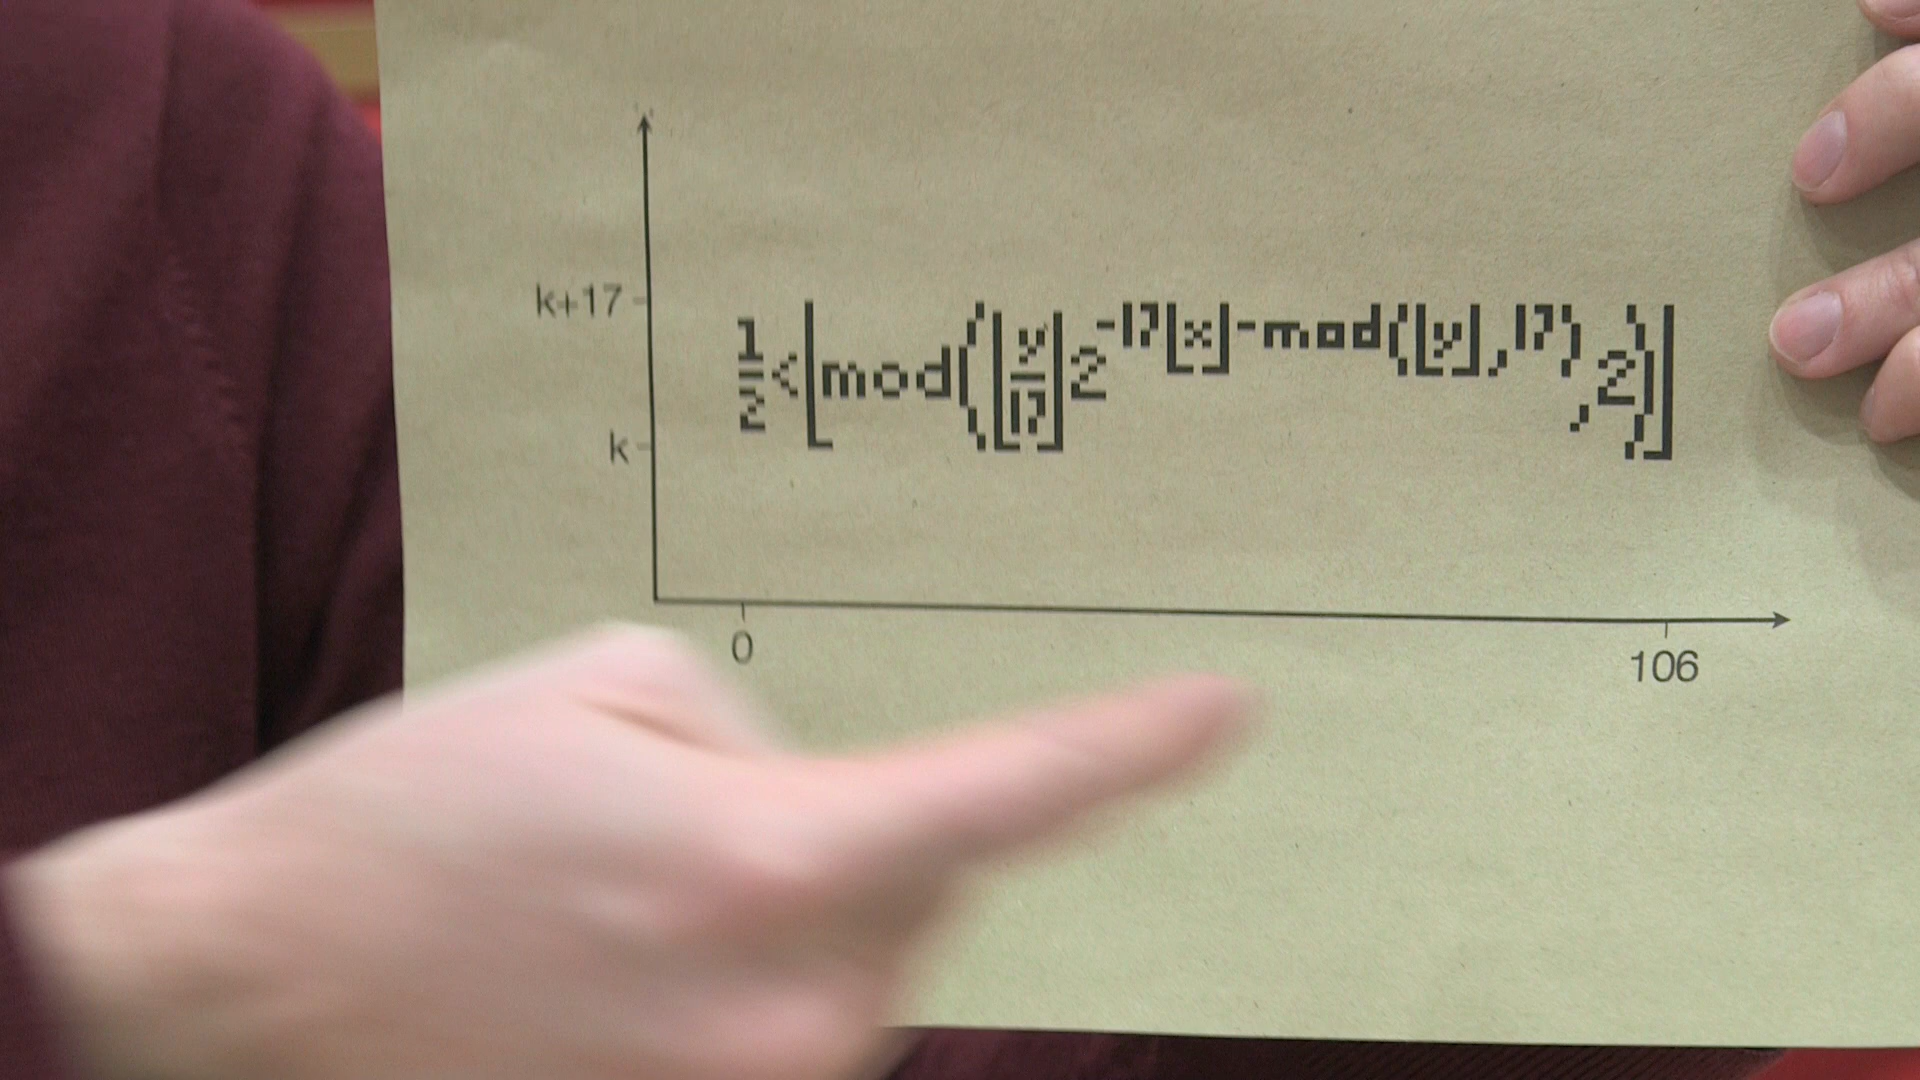 k+17
1/2 < ⌊mod(⌊y/17⌋2^(-17⌊x⌋-mod(⌊y⌋,17)),2)⌋
k
0
106